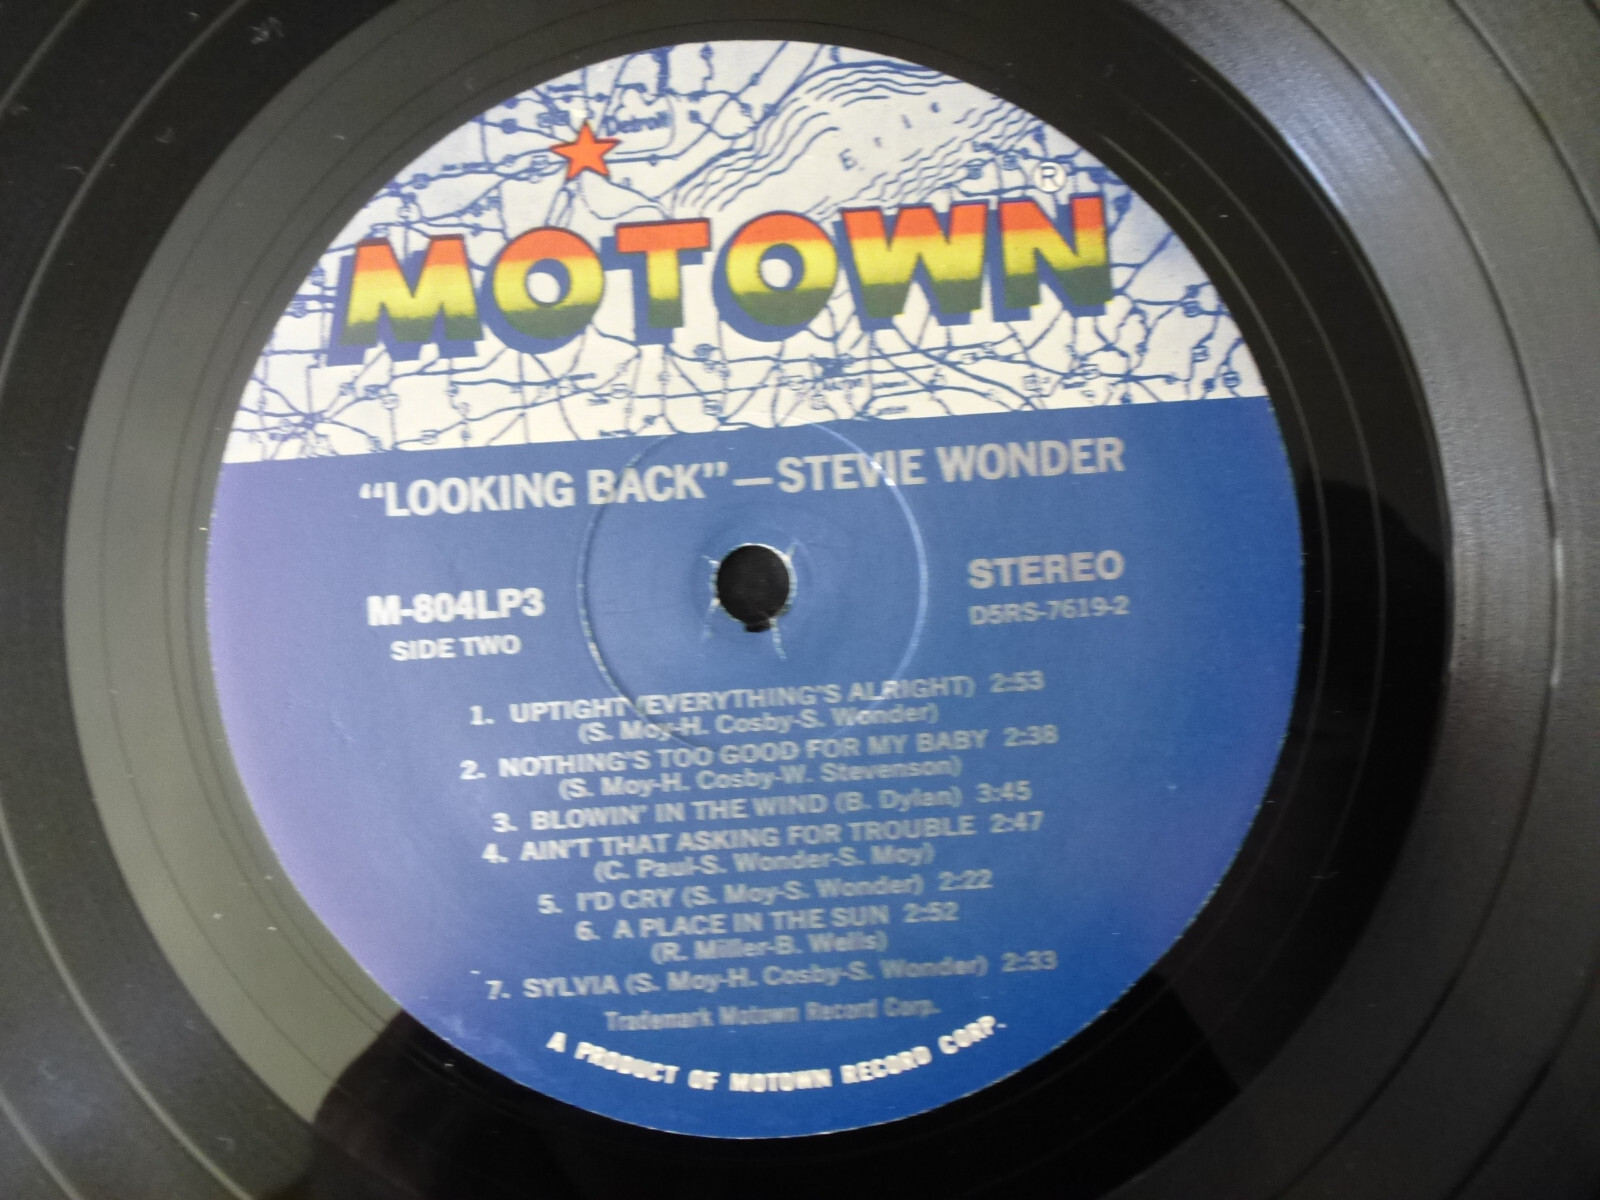 Detroit
Erie
®
MOTOWN
"LOOKING BACK"—STEVIE WONDER
M-804LP3
SIDE TWO
STEREO
D5RS-7619-2
1. UPTIGHT (EVERYTHING'S ALRIGHT) 2:53
(S. Moy-H. Cosby-S. Wonder)
2. NOTHING'S TOO GOOD FOR MY BABY 2:38
(S. Moy-H. Cosby-W. Stevenson)
3. BLOWIN' IN THE WIND (B. Dylan) 3:45
4. AIN'T THAT ASKING FOR TROUBLE 2:47
(C. Paul-S. Wonder-S. Moy)
5. I'D CRY (S. Moy-S. Wonder) 2:22
6. A PLACE IN THE SUN 2:52
(R. Miller-B. Wells)
7. SYLVIA (S. Moy-H. Cosby-S. Wonder) 2:33
Trademark Motown Record Corp.
A PRODUCT OF MOTOWN RECORD CORP.